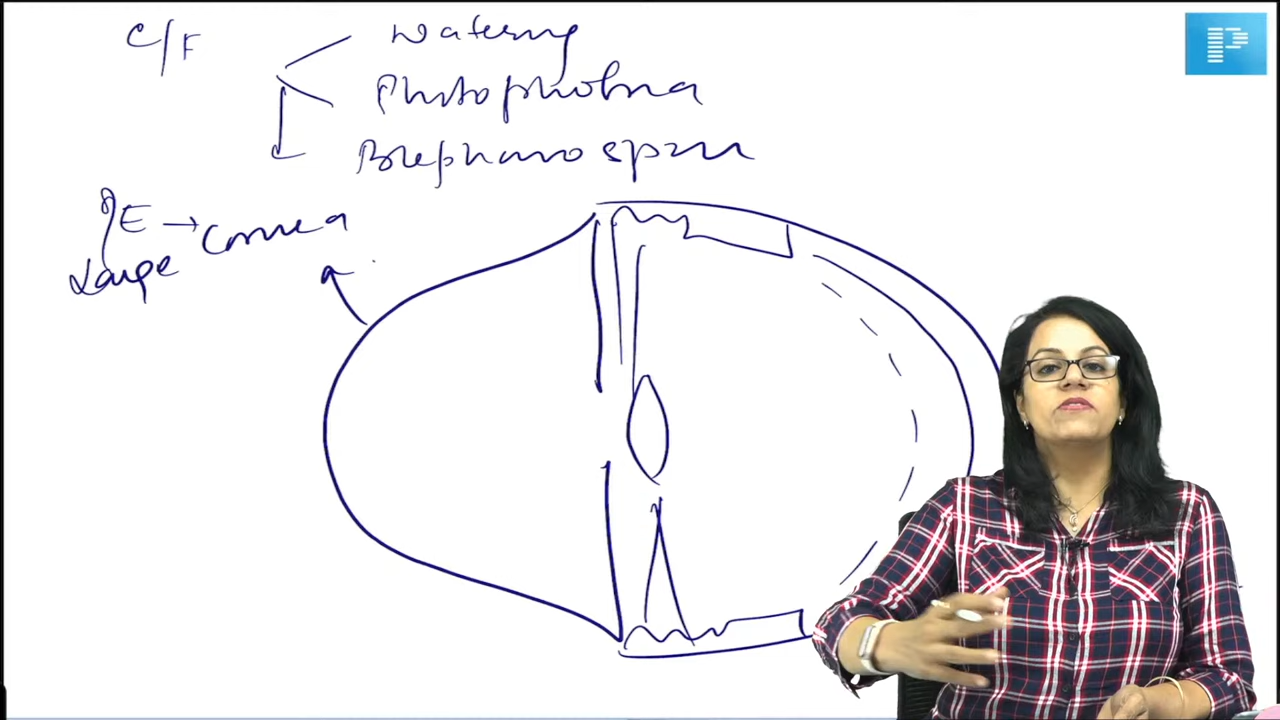 C/F
Watering
Photophobia
Blepharospasm
O/E → Cornea
Large
P